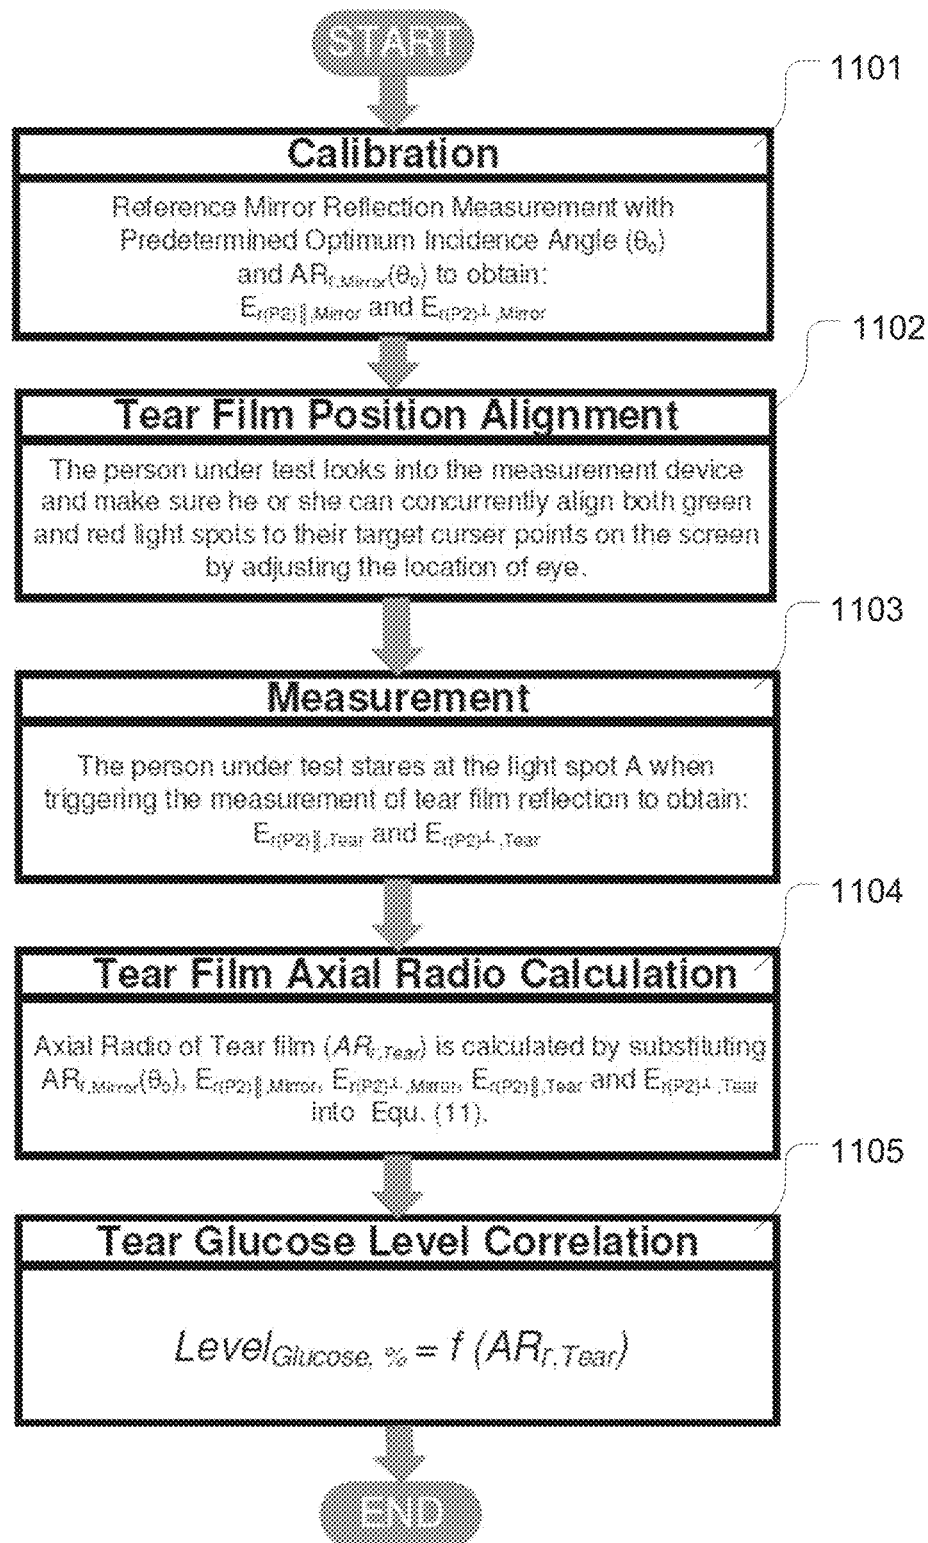 START
1101
Calibration
Reference Mirror Reflection Measurement with
Predetermined Optimum Incidence Angle (θ₀)
and ARr,Mirror(θ₀) to obtain:
Er(P2)∥,Mirror and Er(P2)⊥,Mirror
1102
Tear Film Position Alignment
The person under test looks into the measurement device
and make sure he or she can concurrently align both green
and red light spots to their target curser points on the screen
by adjusting the location of eye.
1103
Measurement
The person under test stares at the light spot A when
triggering the measurement of tear film reflection to obtain:
Er(P2)∥,Tear and Er(P2)⊥,Tear
1104
Tear Film Axial Radio Calculation
Axial Radio of Tear film (ARr,Tear) is calculated by substituting
ARr,Mirror(θ₀), Er(P2)∥,Mirror, Er(P2)⊥,Mirror, Er(P2)∥,Tear and Er(P2)⊥,Tear
into Equ. (11).
1105
Tear Glucose Level Correlation
LevelGlucose, % = f (ARr,Tear)
END